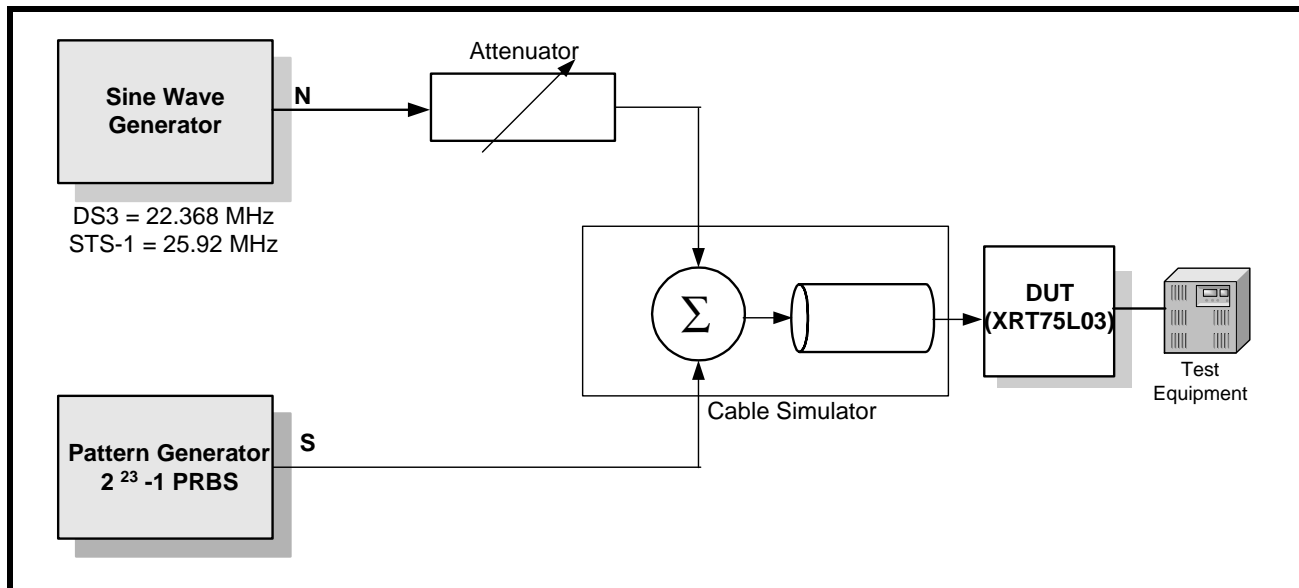 Sine Wave
Generator
N
Attenuator
DS3 = 22.368 MHz
STS-1 = 25.92 MHz
Σ
DUT
(XRT75L03)
Test
Equipment
Cable Simulator
Pattern Generator
2 ²³ -1 PRBS
S